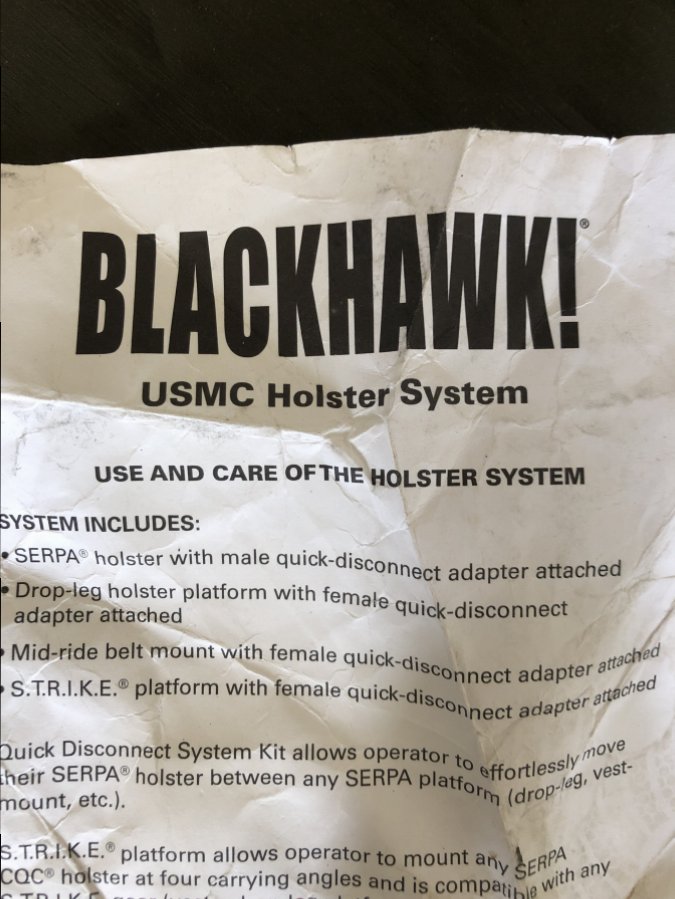 BLACKHAWK!®
USMC Holster System
USE AND CARE OF THE HOLSTER SYSTEM
SYSTEM INCLUDES:
• SERPA® holster with male quick-disconnect adapter attached
• Drop-leg holster platform with female quick-disconnect
adapter attached
• Mid-ride belt mount with female quick-disconnect adapter attached
• S.T.R.I.K.E.® platform with female quick-disconnect adapter attached
Quick Disconnect System Kit allows operator to effortlessly move
their SERPA® holster between any SERPA platform (drop-leg, vest-
mount, etc.).
S.T.R.I.K.E.® platform allows operator to mount any SERPA
CQC® holster at four carrying angles and is compatible with any